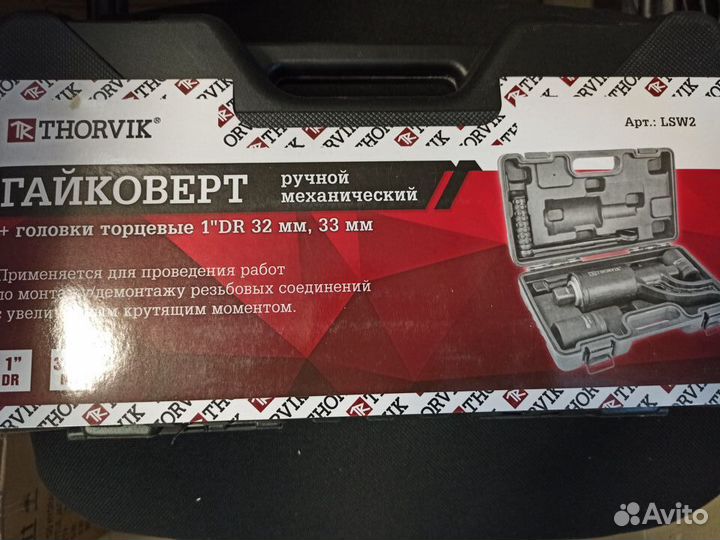 THORVIK®
Арт.: LSW2
ГАЙКОВЕРТ
ручной
механический
+ головки торцевые 1"DR 32 мм, 33 мм
Применяется для проведения работ
по монтажу/демонтажу резьбовых соединений
с увеличенным крутящим моментом.
1"
DR
THORVIK
Avito